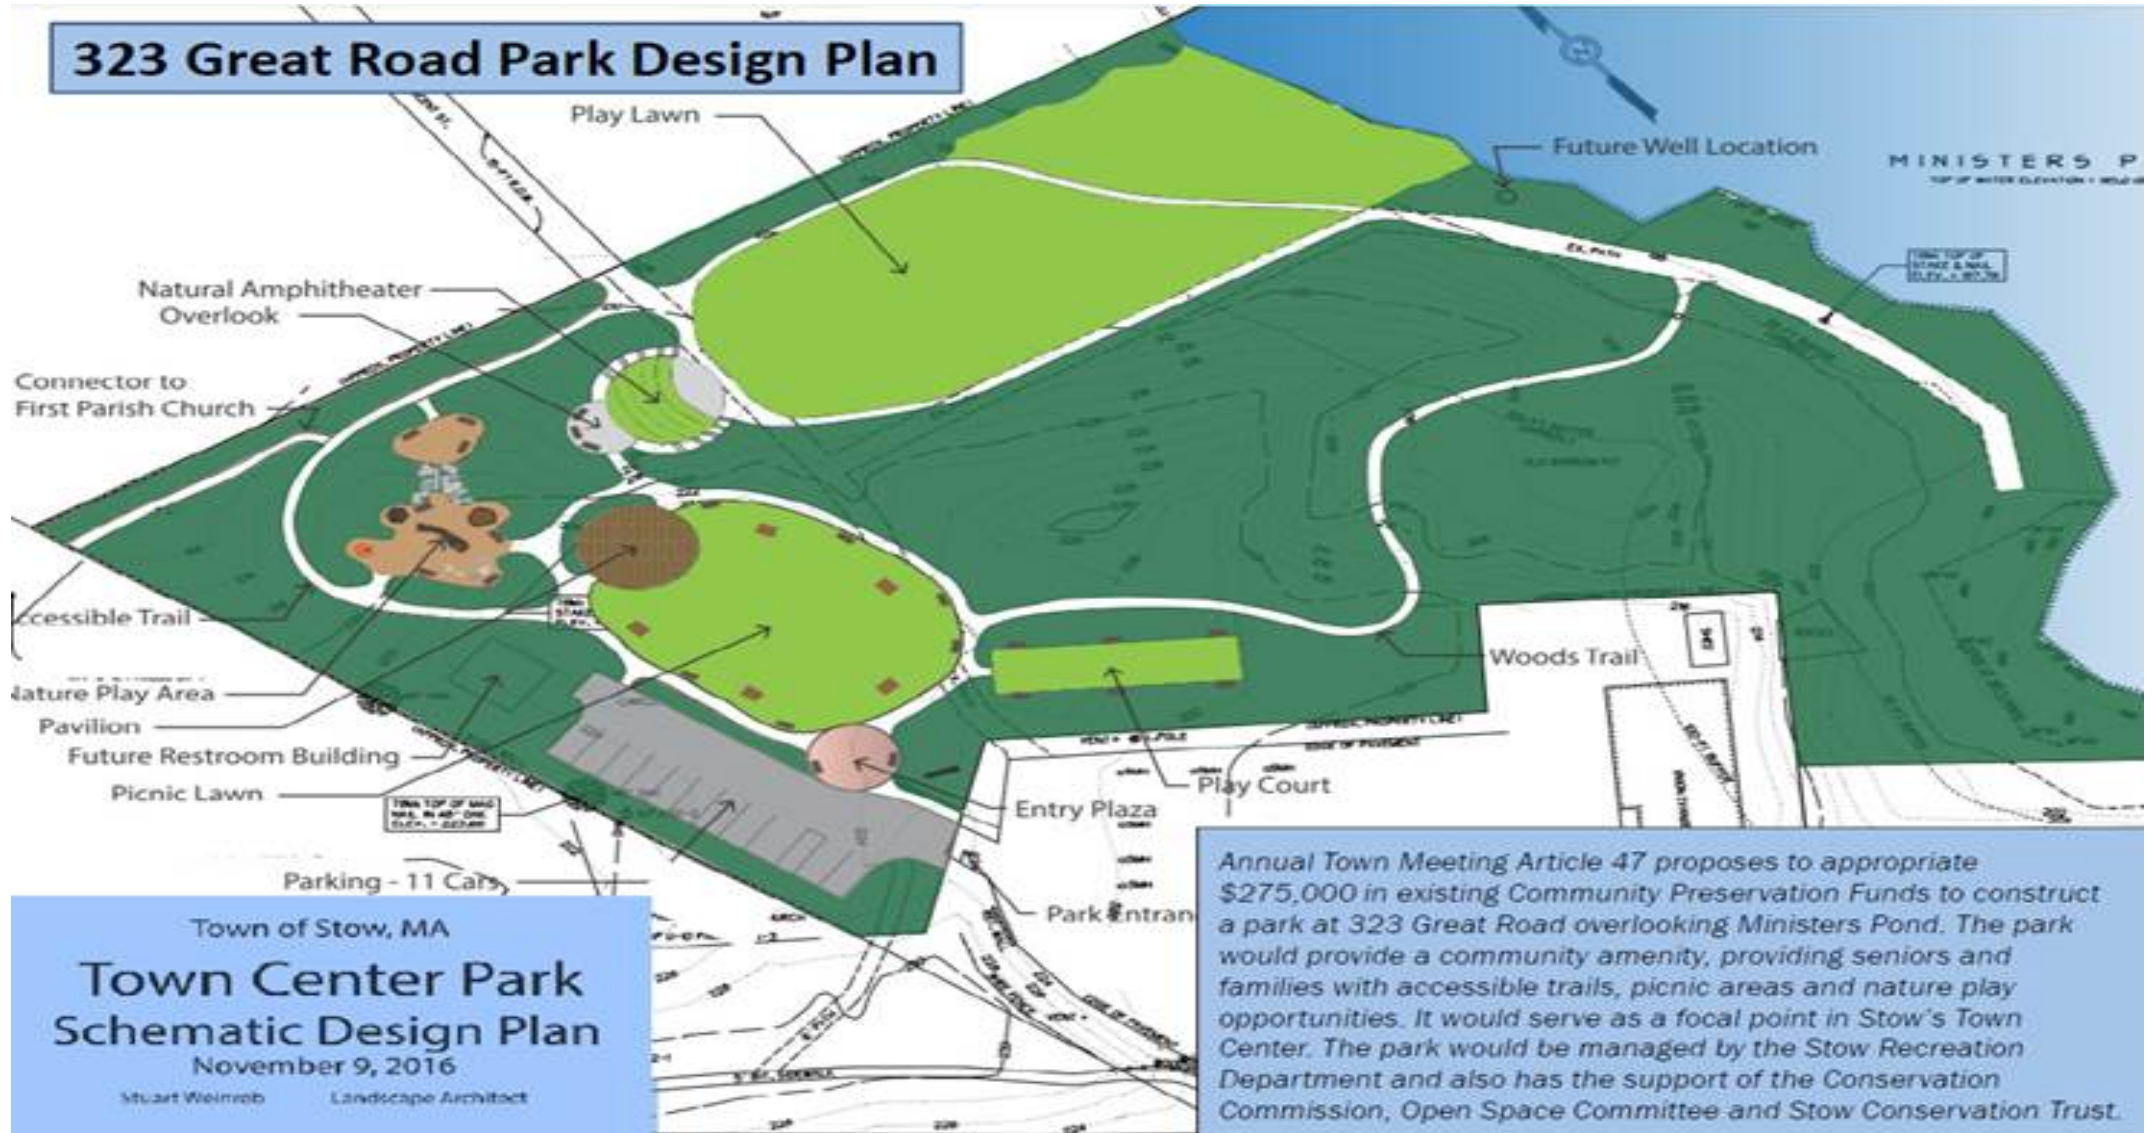 323 Great Road Park Design Plan
Play Lawn
Future Well Location
MINISTERS P
Natural Amphitheater
Overlook
EX. PATH
Connector to
First Parish Church
ccessible Trail
Woods Trail
SHED
Nature Play Area
Pavilion
Future Restroom Building
Picnic Lawn
Play Court
Entry Plaza
EDGE OF PAVEMENT
Parking - 11 Cars
Park Entran
Town of Stow, MA
Town Center Park
Schematic Design Plan
November 9, 2016
Stuart Weinreb Landscape Architect
Annual Town Meeting Article 47 proposes to appropriate
$275,000 in existing Community Preservation Funds to construct
a park at 323 Great Road overlooking Ministers Pond. The park
would provide a community amenity, providing seniors and
families with accessible trails, picnic areas and nature play
opportunities. It would serve as a focal point in Stow's Town
Center. The park would be managed by the Stow Recreation
Department and also has the support of the Conservation
Commission, Open Space Committee and Stow Conservation Trust.